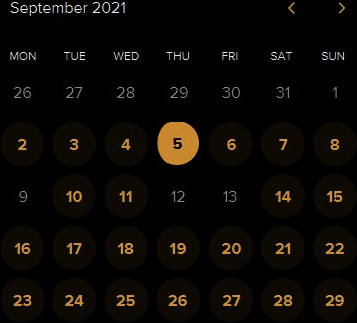 September 2021
MON TUE WED THU FRI SAT SUN
26 27 28 29 30 31 1
2 3 4 5 6 7 8
9 10 11 12 13 14 15
16 17 18 19 20 21 22
23 24 25 26 27 28 29